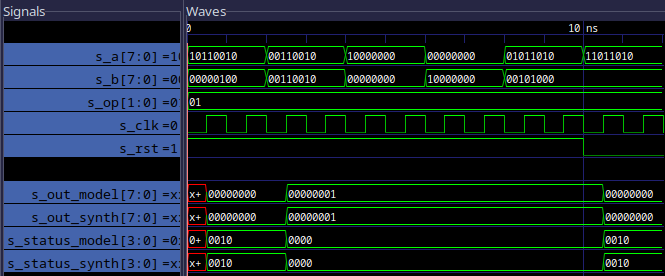 Signals Waves
0 10 ns
s_a[7:0] =1 10110010 00110010 10000000 00000000 01011010 11011010
s_b[7:0] =00 00000100 00110010 00000000 10000000 00101000
s_op[1:0] =0 01
s_clk =0
s_rst =1
s_out_model[7:0] =x x+ 00000000 00000001 00000000
s_out_synth[7:0] =x x+ 00000000 00000001 00000000
s_status_model[3:0] =0 0+ 0010 0000 0010
s_status_synth[3:0] =x x+ 0010 0000 0010